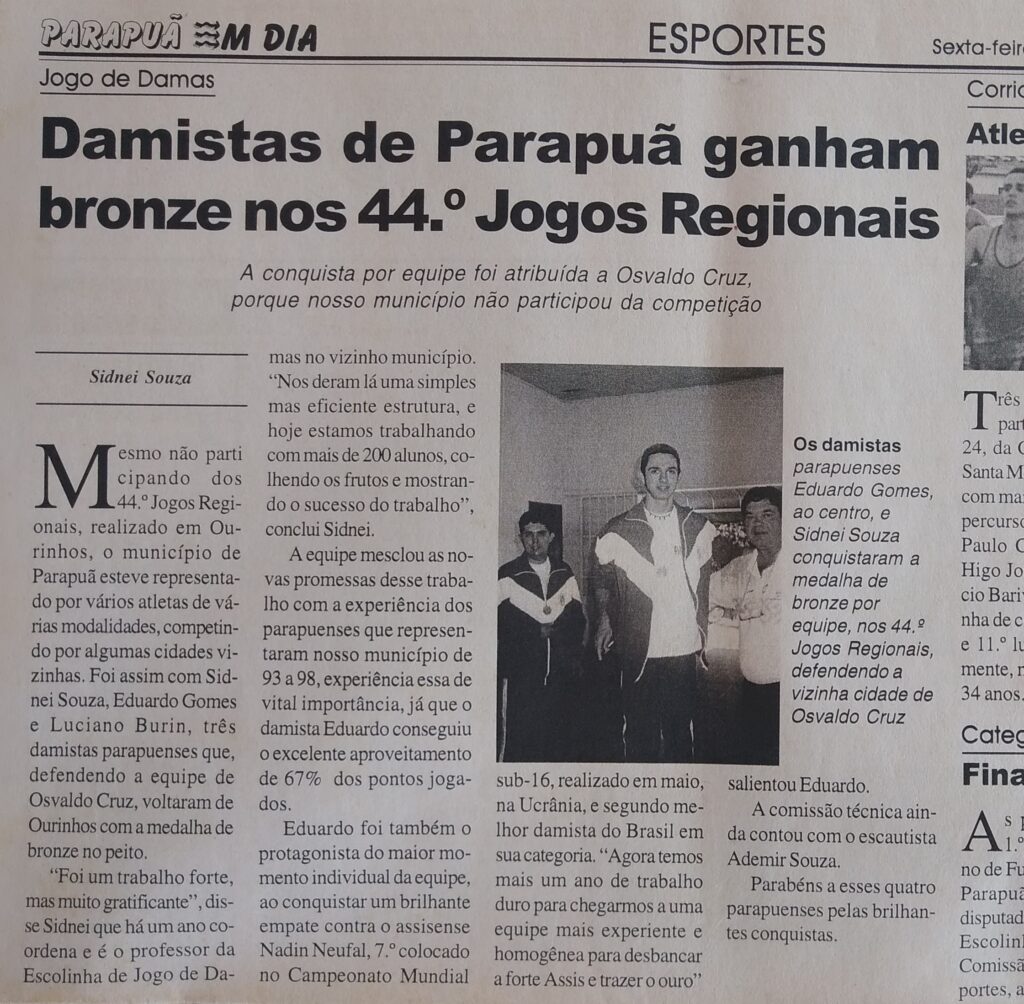 PARAPUÃ EM DIA
ESPORTES
Jogo de Damas
Damistas de Parapuã ganham
bronze nos 44.º Jogos Regionais
A conquista por equipe foi atribuída a Osvaldo Cruz,
porque nosso município não participou da competição
Sidnei Souza
Mesmo não parti
cipando dos
44.º Jogos Regi-
onais, realizado em Ou-
rinhos, o município de
Parapuã esteve representa-
do por vários atletas de vá-
rias modalidades, competin-
do por algumas cidades vi-
zinhas. Foi assim com Sid-
nei Souza, Eduardo Gomes
e Luciano Burin, três
damistas parapuenses que,
defendendo a equipe de
Osvaldo Cruz, voltaram de
Ourinhos com a medalha de
bronze no peito.
“Foi um trabalho forte,
mas muito gratificante”, dis-
se Sidnei que há um ano co-
ordena e é o professor da
Escolinha de Jogo de Da-
mas no vizinho município.
“Nos deram lá uma simples
mas eficiente estrutura, e
hoje estamos trabalhando
com mais de 200 alunos, co-
lhendo os frutos e mostran-
do o sucesso do trabalho”,
conclui Sidnei.
A equipe mesclou as no-
vas promessas desse traba-
lho com a experiência dos
parapuenses que represen-
taram nosso município de
93 a 98, experiência essa de
vital importância, já que o
damista Eduardo conseguiu
o excelente aproveitamento
de 67% dos pontos joga-
dos.
Eduardo foi também o
protagonista do maior mo-
mento individual da equipe,
ao conquistar um brilhante
empate contra o assisense
Nadin Neufal, 7.º colocado
no Campeonato Mundial
sub-16, realizado em maio,
na Ucrânia, e segundo me-
lhor damista do Brasil em
sua categoria. “Agora temos
mais um ano de trabalho
duro para chegarmos a uma
equipe mais experiente e
homogênea para desbancar
a forte Assis e trazer o ouro”
salientou Eduardo.
A comissão técnica ain-
da contou com o escautista
Ademir Souza.
Parabéns a esses quatro
parapuenses pelas brilhan-
tes conquistas.
Os damistas
parapuenses
Eduardo Gomes,
ao centro, e
Sidnei Souza
conquistaram a
medalha de
bronze por
equipe, nos 44.º
Jogos Regionais,
defendendo a
vizinha cidade de
Osvaldo Cruz
Sexta-feir
Corri
Atle
Três
part
24, da C
Santa M
com mai
percurso
Paulo C
Higo Jo
cio Bari
nha de c
e 11.º lu
mente, n
34 anos.
Categ
Fina
As p
1.º
no de Fu
Parapuã
disputad
Escolin
Comissã
portes, a